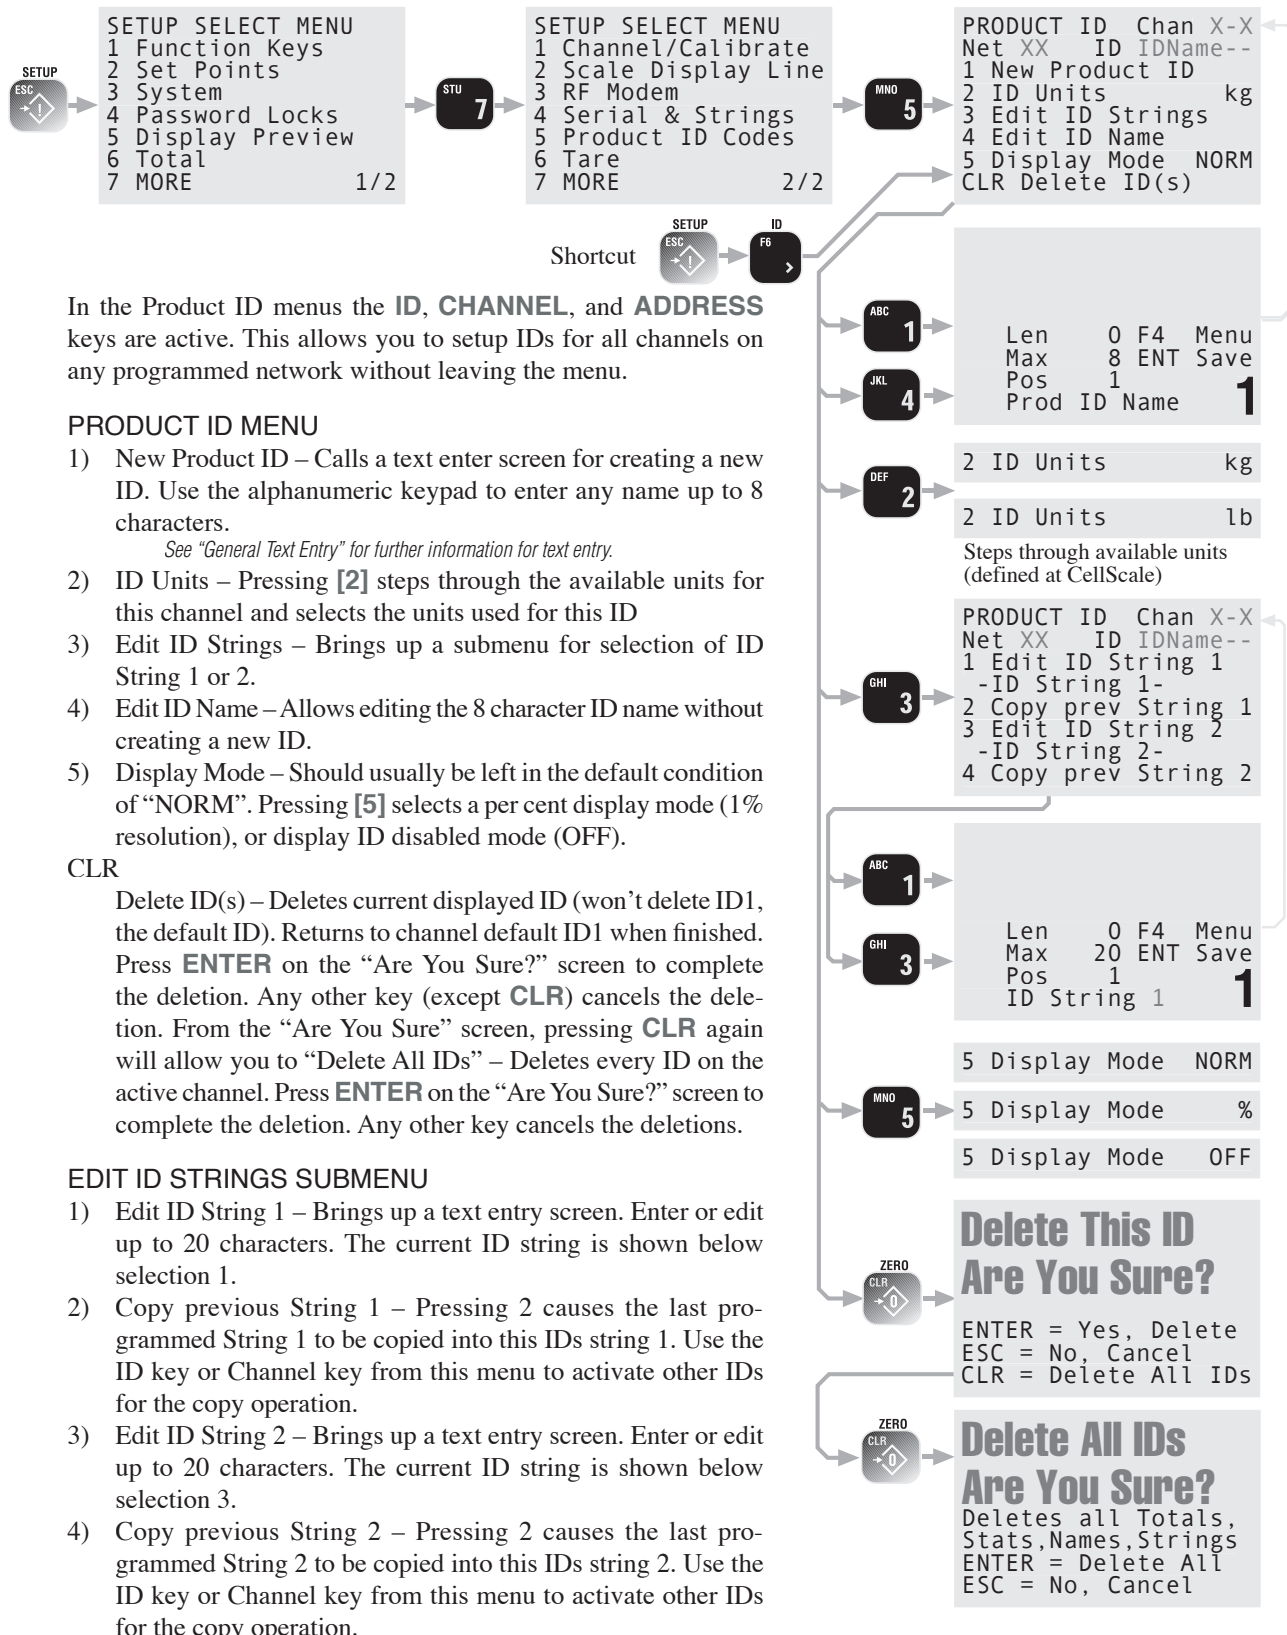 SETUP
ESC
SETUP SELECT MENU
1 Function Keys
2 Set Points
3 System
4 Password Locks
5 Display Preview
6 Total
7 MORE 1/2
STU 7
SETUP SELECT MENU
1 Channel/Calibrate
2 Scale Display Line
3 RF Modem
4 Serial & Strings
5 Product ID Codes
6 Tare
7 MORE 2/2
MNO 5
PRODUCT ID Chan X-X
Net XX ID IDName--
1 New Product ID
2 ID Units kg
3 Edit ID Strings
4 Edit ID Name
5 Display Mode NORM
CLR Delete ID(s)
Shortcut
SETUP
ESC
ID
F6
>
In the Product ID menus the ID, CHANNEL, and ADDRESS
keys are active. This allows you to setup IDs for all channels on
any programmed network without leaving the menu.
PRODUCT ID MENU
1) New Product ID – Calls a text enter screen for creating a new
ID. Use the alphanumeric keypad to enter any name up to 8
characters.
See “General Text Entry” for further information for text entry.
2) ID Units – Pressing [2] steps through the available units for
this channel and selects the units used for this ID
3) Edit ID Strings – Brings up a submenu for selection of ID
String 1 or 2.
4) Edit ID Name – Allows editing the 8 character ID name without
creating a new ID.
5) Display Mode – Should usually be left in the default condition
of “NORM”. Pressing [5] selects a per cent display mode (1%
resolution), or display ID disabled mode (OFF).
CLR
Delete ID(s) – Deletes current displayed ID (won’t delete ID1,
the default ID). Returns to channel default ID1 when finished.
Press ENTER on the “Are You Sure?” screen to complete
the deletion. Any other key (except CLR) cancels the dele-
tion. From the “Are You Sure” screen, pressing CLR again
will allow you to “Delete All IDs” – Deletes every ID on the
active channel. Press ENTER on the “Are You Sure?” screen to
complete the deletion. Any other key cancels the deletions.
EDIT ID STRINGS SUBMENU
1) Edit ID String 1 – Brings up a text entry screen. Enter or edit
up to 20 characters. The current ID string is shown below
selection 1.
2) Copy previous String 1 – Pressing 2 causes the last pro-
grammed String 1 to be copied into this IDs string 1. Use the
ID key or Channel key from this menu to activate other IDs
for the copy operation.
3) Edit ID String 2 – Brings up a text entry screen. Enter or edit
up to 20 characters. The current ID string is shown below
selection 3.
4) Copy previous String 2 – Pressing 2 causes the last pro-
grammed String 2 to be copied into this IDs string 2. Use the
ID key or Channel key from this menu to activate other IDs
for the copy operation.
ABC 1
JKL 4
Len 0 F4 Menu
Max 8 ENT Save
Pos 1
Prod ID Name 1
DEF 2
2 ID Units kg
2 ID Units lb
Steps through available units
(defined at CellScale)
GHI 3
PRODUCT ID Chan X-X
Net XX ID IDName--
1 Edit ID String 1
-ID String 1-
2 Copy prev String 1
3 Edit ID String 2
-ID String 2-
4 Copy prev String 2
ABC 1
GHI 3
Len 0 F4 Menu
Max 20 ENT Save
Pos 1
ID String 1 1
MNO 5
5 Display Mode NORM
5 Display Mode %
5 Display Mode OFF
ZERO
CLR
0
Delete This ID
Are You Sure?
ENTER = Yes, Delete
ESC = No, Cancel
CLR = Delete All IDs
ZERO
CLR
0
Delete All IDs
Are You Sure?
Deletes all Totals,
Stats,Names,Strings
ENTER = Delete All
ESC = No, Cancel